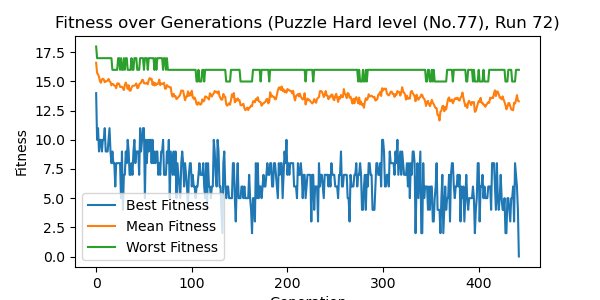 Fitness over Generations (Puzzle Hard level (No.77), Run 72)
Fitness
17.5
15.0
12.5
10.0
7.5
5.0
2.5
0.0
Best Fitness
Mean Fitness
Worst Fitness
0
100
200
300
400
Generation